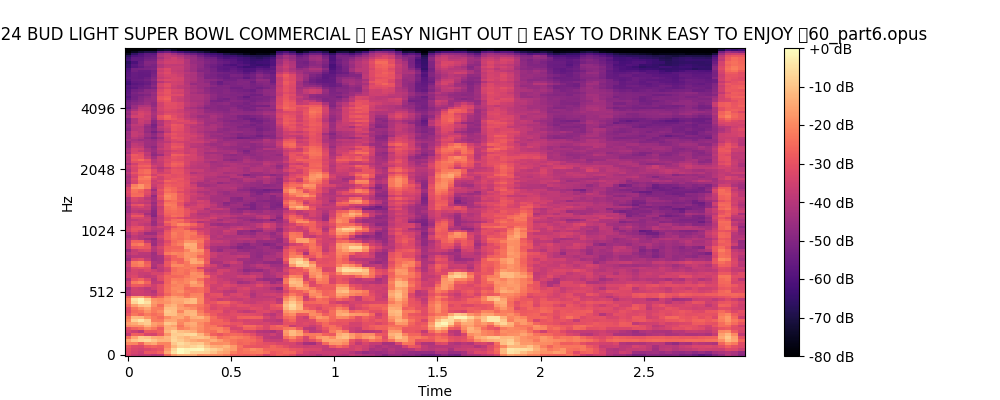 24 BUD LIGHT SUPER BOWL COMMERCIAL ▯ EASY NIGHT OUT ▯ EASY TO DRINK EASY TO ENJOY ▯60_part6.opus
+0 dB
-10 dB
-20 dB
-30 dB
-40 dB
-50 dB
-60 dB
-70 dB
-80 dB
4096
2048
1024
512
0
Hz
0 0.5 1 1.5 2 2.5
Time